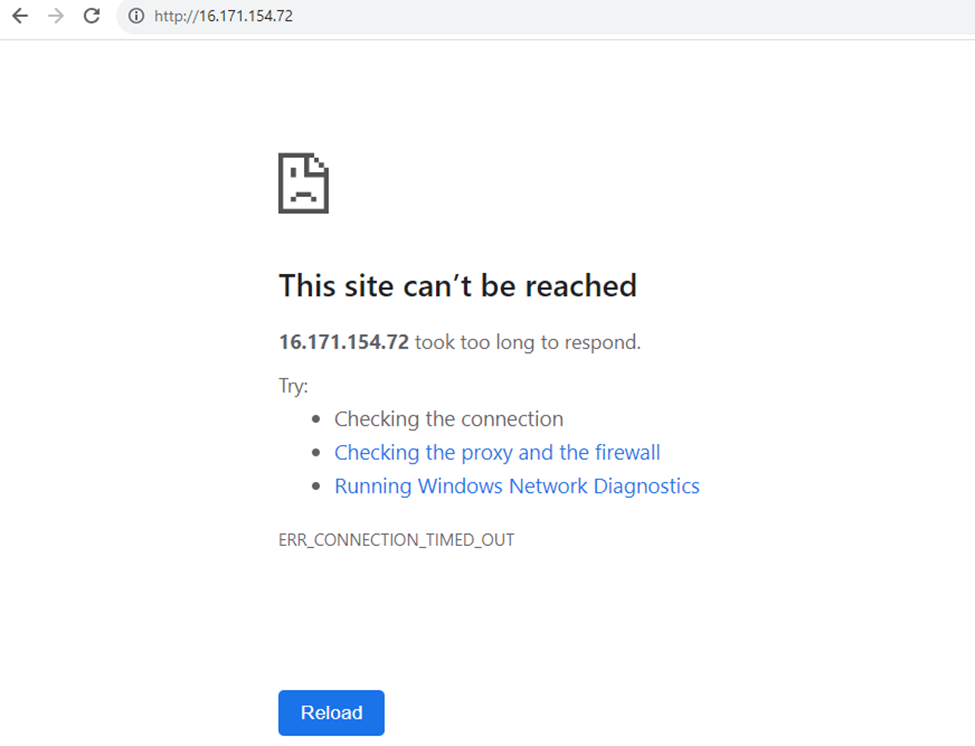 http://16.171.154.72
This site can’t be reached
16.171.154.72 took too long to respond.
Try:
Checking the connection
Checking the proxy and the firewall
Running Windows Network Diagnostics
ERR_CONNECTION_TIMED_OUT
Reload